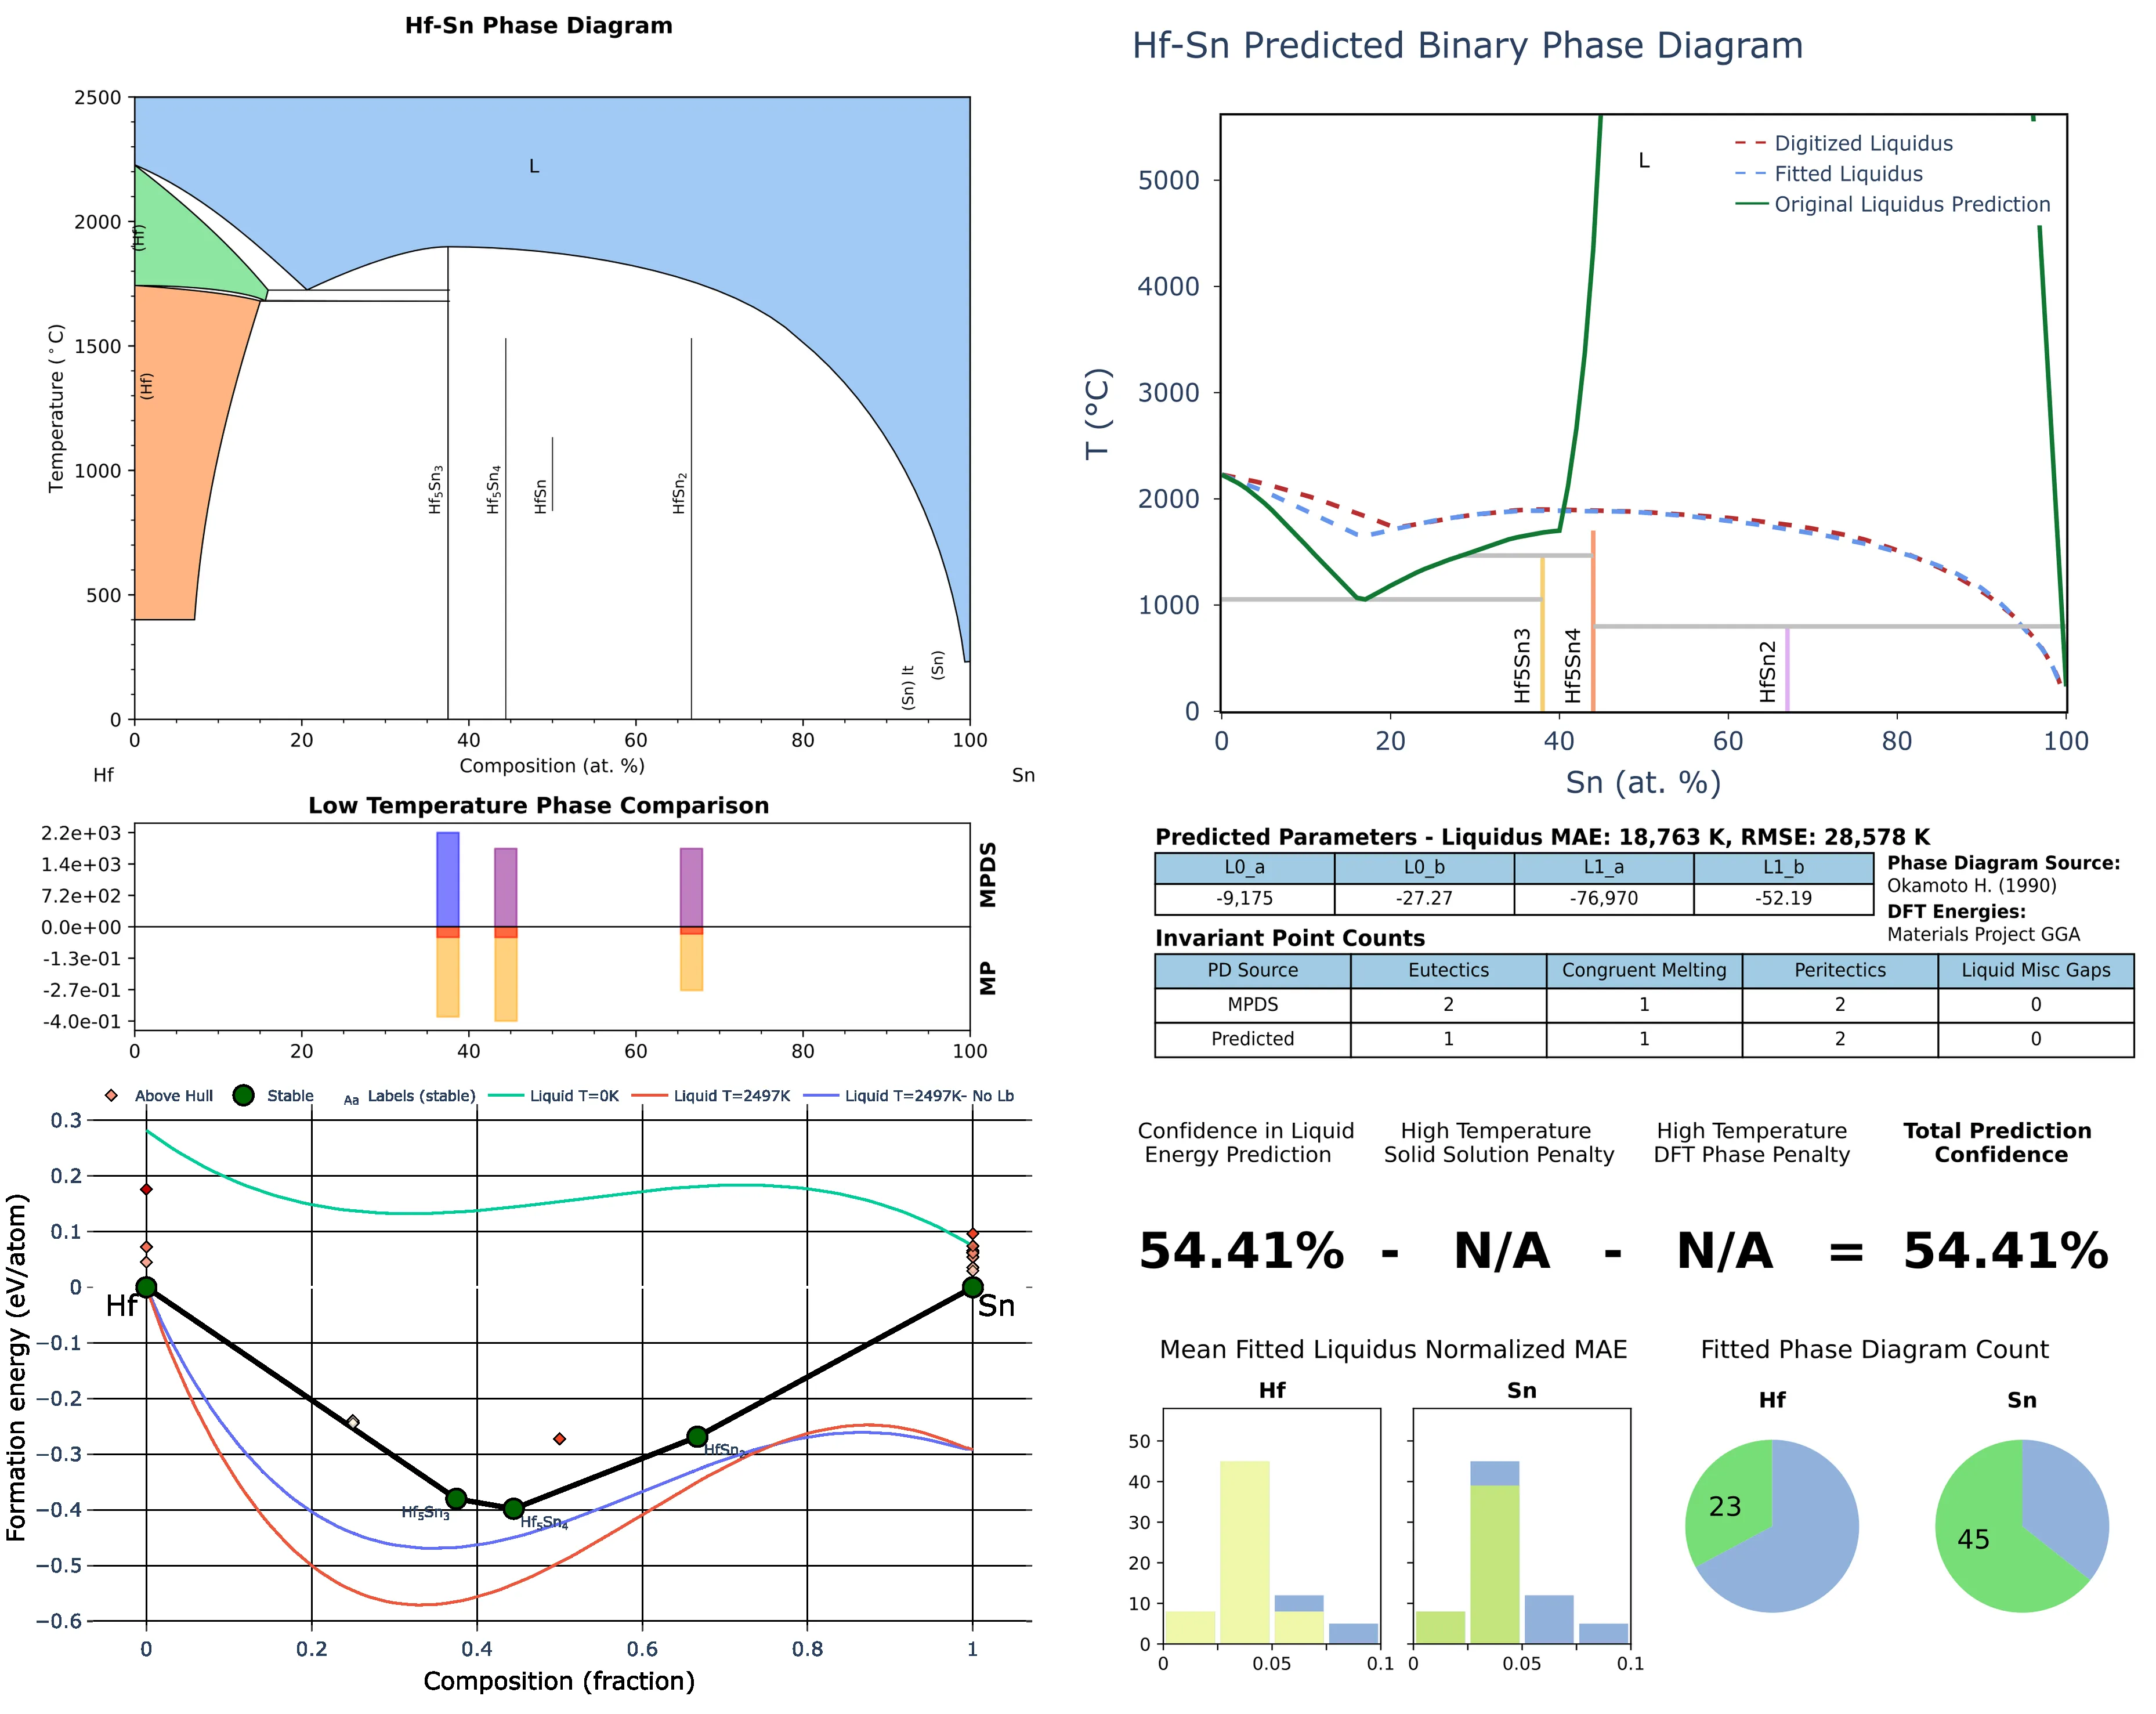 Hf-Sn Phase Diagram
2500
2000
1500
1000
500
0
Temperature (°C)
L
(Hf)
(Hf)
Hf5Sn3
Hf5Sn4
HfSn
HfSn2
(Sn) lt
(Sn)
0 20 40 60 80 100
Composition (at. %)
Hf
Sn
Low Temperature Phase Comparison
2.2e+03
1.4e+03
7.2e+02
0.0e+00
-1.3e-01
-2.7e-01
-4.0e-01
MPDS
MP
0 20 40 60 80 100
Above Hull
Stable
Aa Labels (stable)
Liquid T=0K
Liquid T=2497K
Liquid T=2497K- No Lb
0.3
0.2
0.1
0
−0.1
−0.2
−0.3
−0.4
−0.5
−0.6
Formation energy (eV/atom)
Hf
Sn
Hf5Sn3
Hf5Sn4
HfSn2
0 0.2 0.4 0.6 0.8 1
Composition (fraction)
Hf-Sn Predicted Binary Phase Diagram
Digitized Liquidus
Fitted Liquidus
Original Liquidus Prediction
L
5000
4000
3000
2000
1000
0
T (°C)
Hf5Sn3
Hf5Sn4
HfSn2
0 20 40 60 80 100
Sn (at. %)
Predicted Parameters - Liquidus MAE: 18,763 K, RMSE: 28,578 K
L0_a L0_b L1_a L1_b
-9,175 -27.27 -76,970 -52.19
Phase Diagram Source:
Okamoto H. (1990)
DFT Energies:
Materials Project GGA
Invariant Point Counts
PD Source Eutectics Congruent Melting Peritectics Liquid Misc Gaps
MPDS 2 1 2 0
Predicted 1 1 2 0
Confidence in Liquid
Energy Prediction
High Temperature
Solid Solution Penalty
High Temperature
DFT Phase Penalty
Total Prediction
Confidence
54.41% - N/A - N/A = 54.41%
Mean Fitted Liquidus Normalized MAE
Hf
Sn
50
40
30
20
10
0
0 0.05 0.1
0 0.05 0.1
Fitted Phase Diagram Count
Hf
Sn
23
45